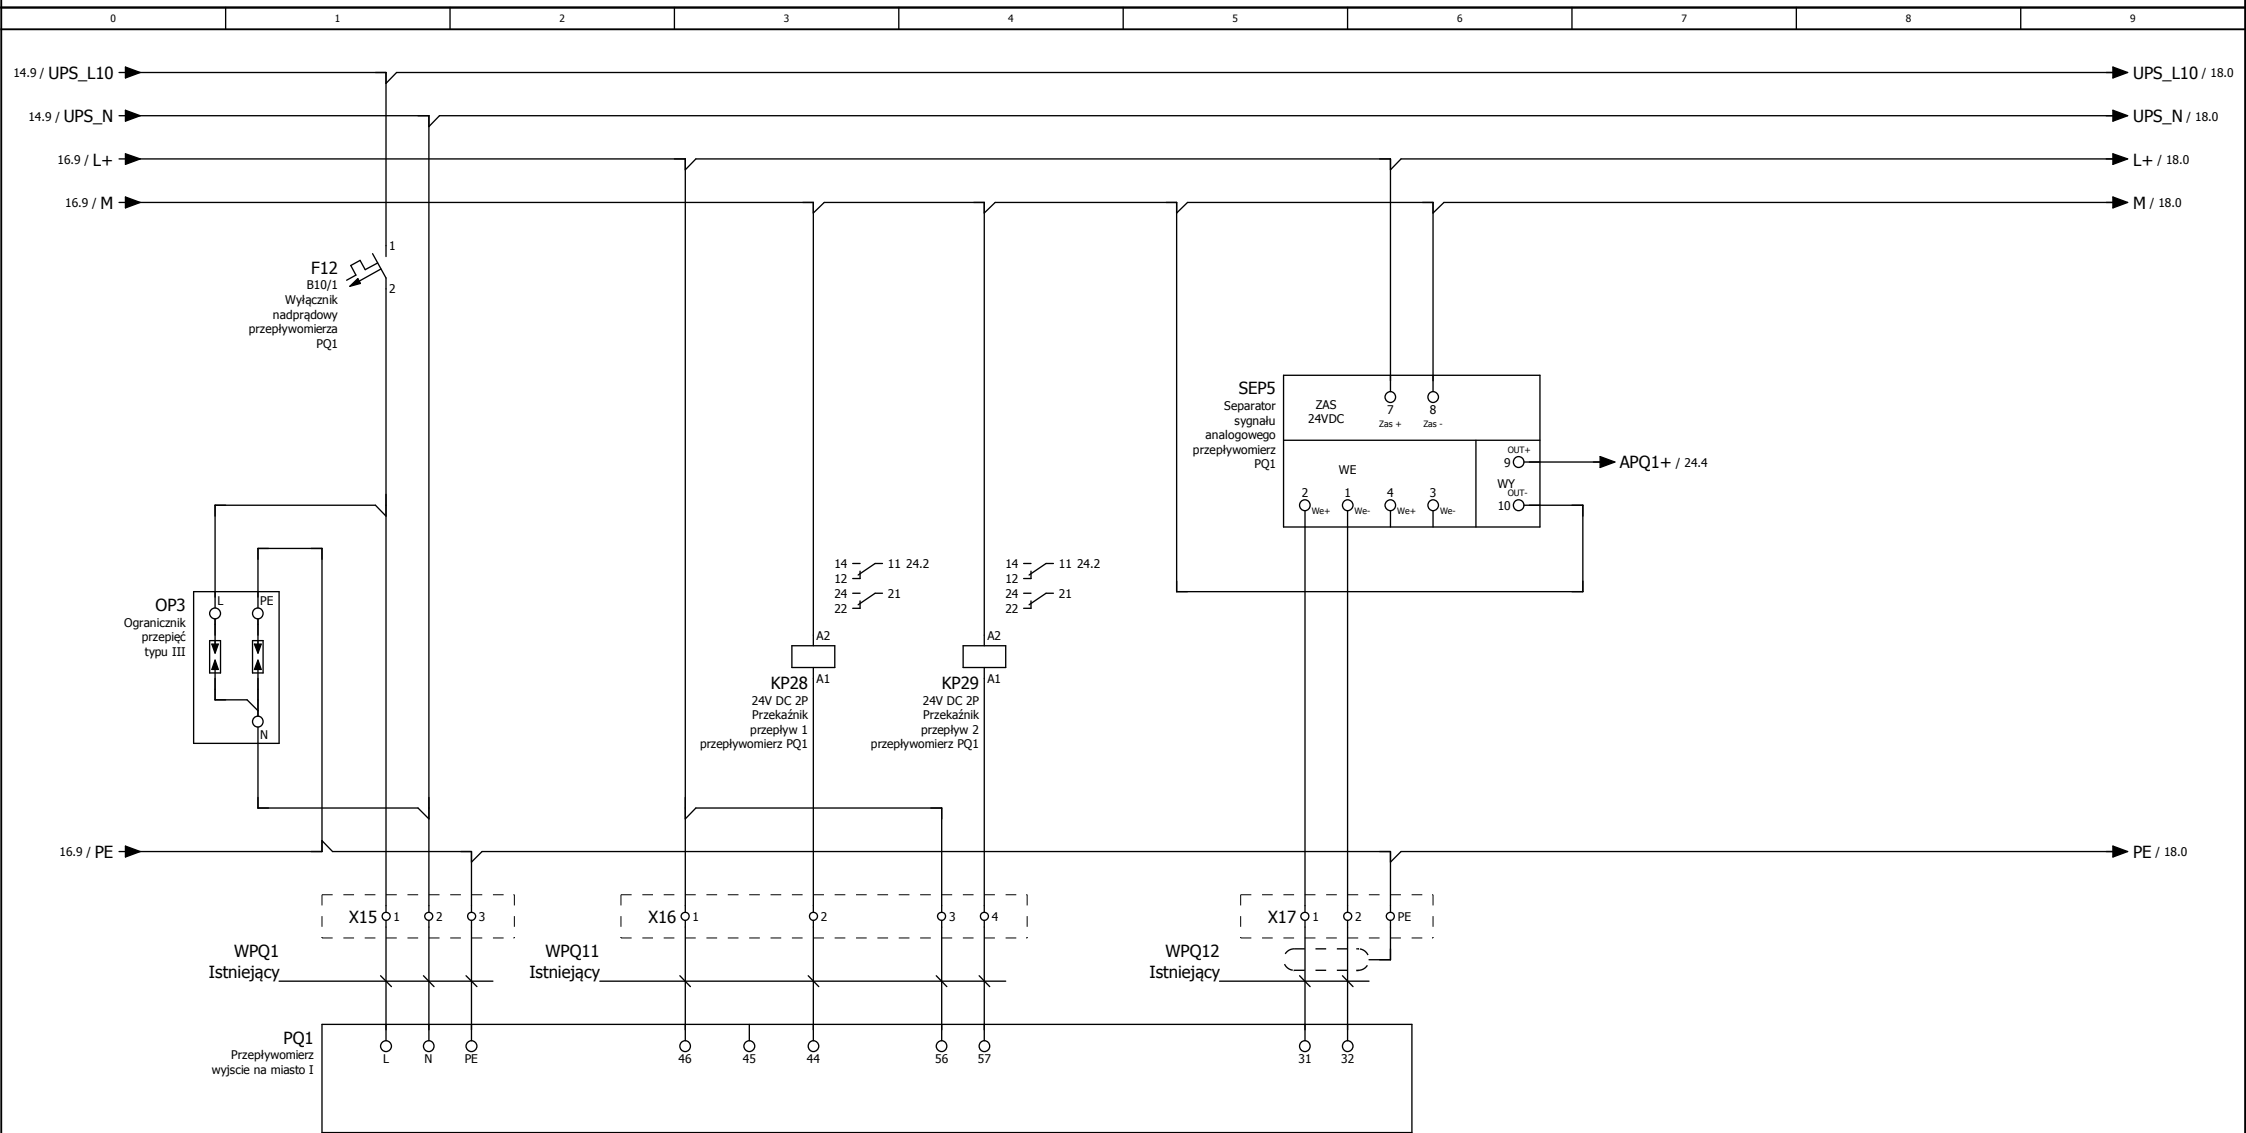 0 1 2 3 4 5 6 7 8 9
14.9 / UPS_L10
UPS_L10 / 18.0
14.9 / UPS_N
UPS_N / 18.0
16.9 / L+
L+ / 18.0
16.9 / M
M / 18.0
1
2
F12
B10/1
Wyłącznik
nadprądowy
przepływomierza
PQ1
SEP5
Separator
sygnału
analogowego
przepływomierz
PQ1
ZAS
24VDC
7
Zas +
8
Zas -
WE
2
We+
1
We-
4
We+
3
We-
OUT+
9
WY
OUT-
10
APQ1+ / 24.4
OP3
Ogranicznik
przepięć
typu III
L
PE
N
14 11 24.2
12
24 21
22
A2
A1
KP28
24V DC 2P
Przekaźnik
przepływ 1
przepływomierz PQ1
14 11 24.2
12
24 21
22
A2
A1
KP29
24V DC 2P
Przekaźnik
przepływ 2
przepływomierz PQ1
16.9 / PE
PE / 18.0
X15 1 2 3
X16 1 2 3 4
X17 1 2 PE
WPQ1
Istniejący
WPQ11
Istniejący
WPQ12
Istniejący
PQ1
Przepływomierz
wyjscie na miasto I
L N PE 46 45 44 56 57 31 32